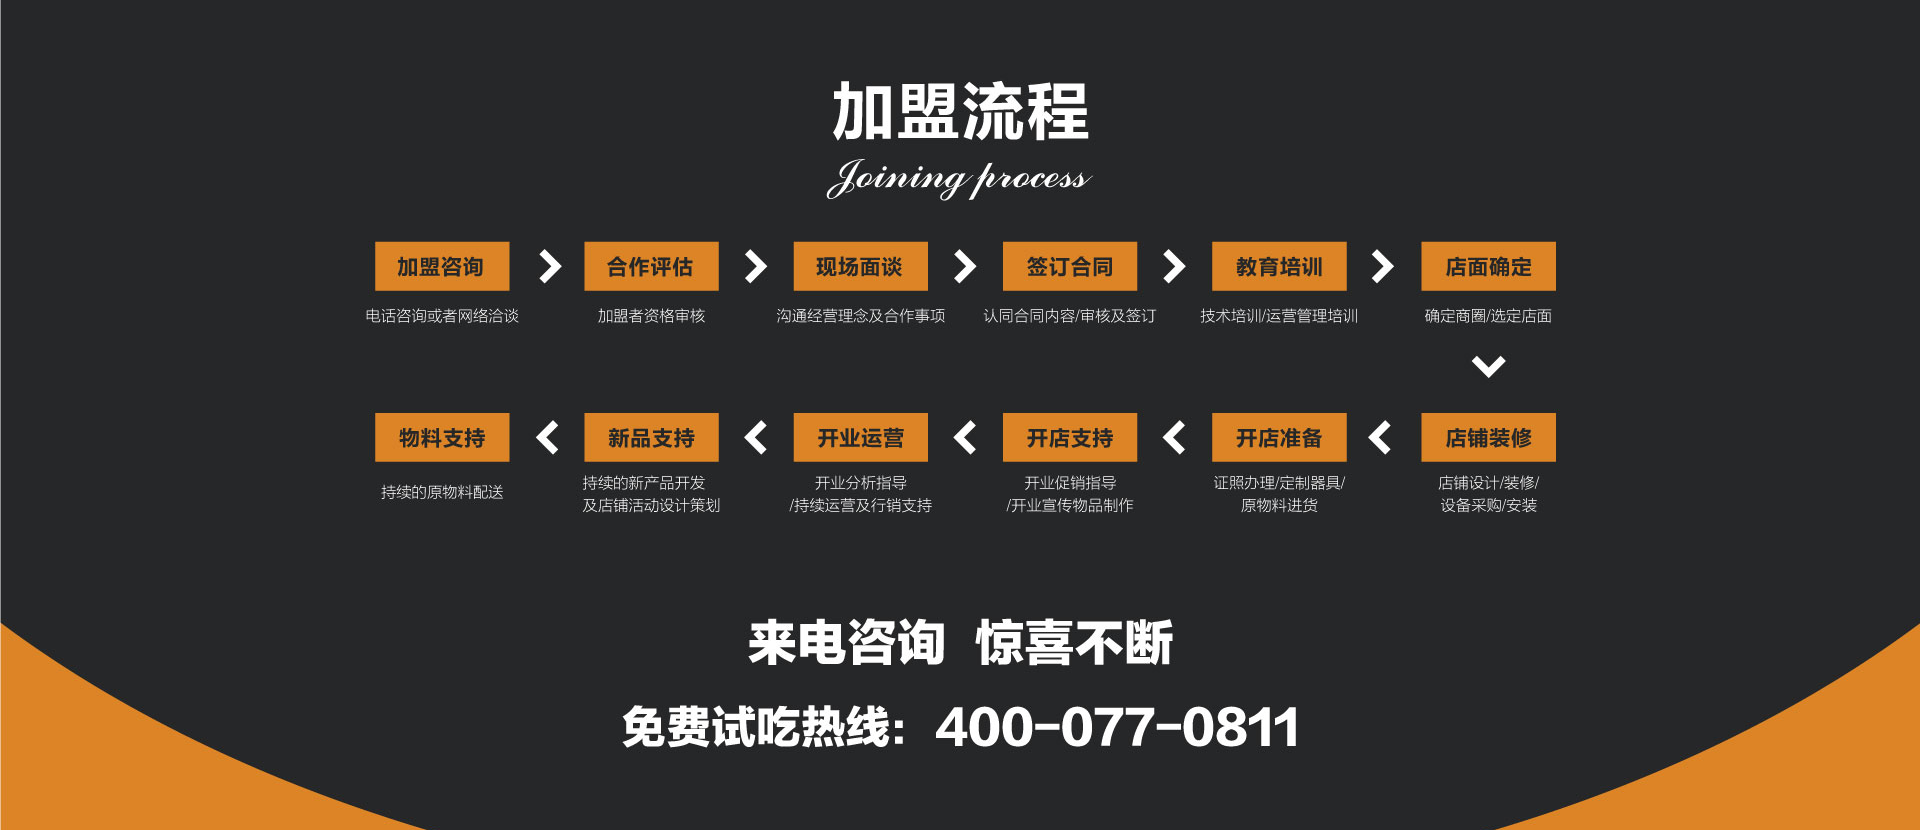 加盟流程
Joining process
加盟咨询
合作评估
现场面谈
签订合同
教育培训
店面确定
电话咨询或者网络洽谈
加盟者资格审核
沟通经营理念及合作事项
认同合同内容/审核及签订
技术培训/运营管理培训
确定商圈/选定店面
物料支持
新品支持
开业运营
开店支持
开店准备
店铺装修
持续的原物料配送
持续的新产品开发
及店铺活动设计策划
开业分析指导
/持续运营及行销支持
开业促销指导
/开业宣传物品制作
证照办理/定制器具/
原物料进货
店铺设计/装修/
设备采购/安装
来电咨询 惊喜不断
免费试吃热线: 400-077-0811